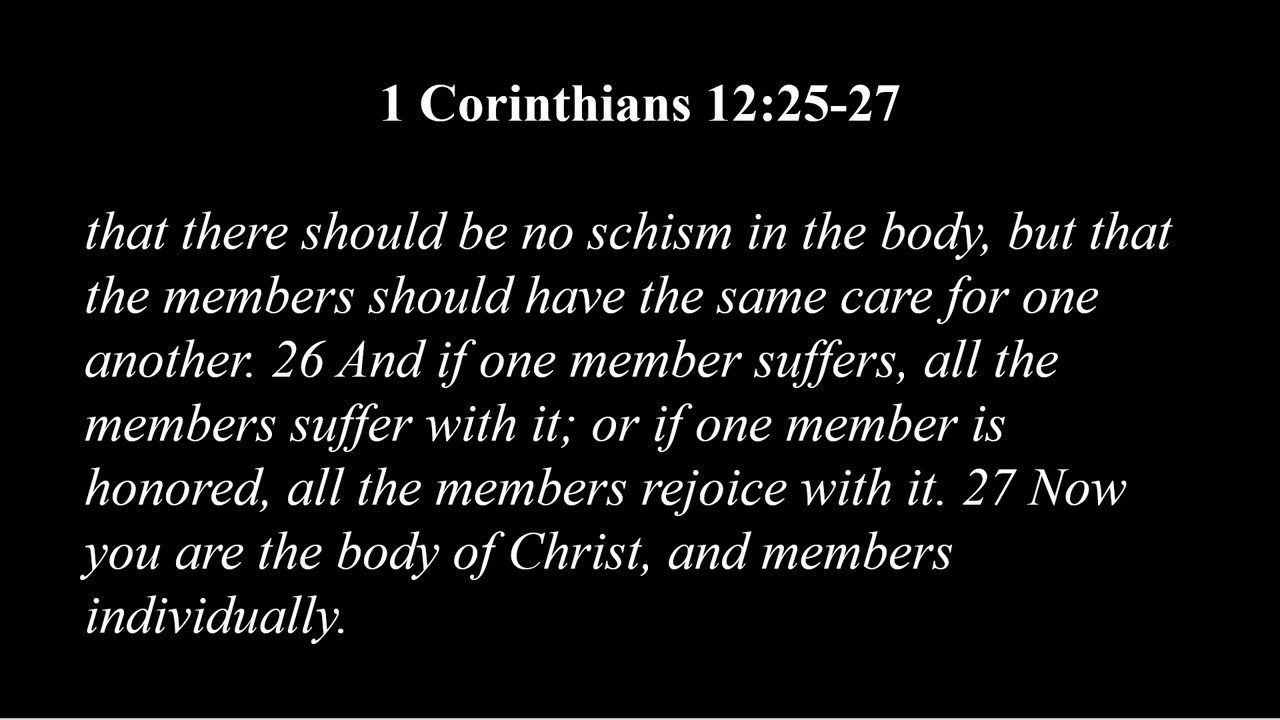 1 Corinthians 12:25-27
that there should be no schism in the body, but that
the members should have the same care for one
another. 26 And if one member suffers, all the
members suffer with it; or if one member is
honored, all the members rejoice with it. 27 Now
you are the body of Christ, and members
individually.